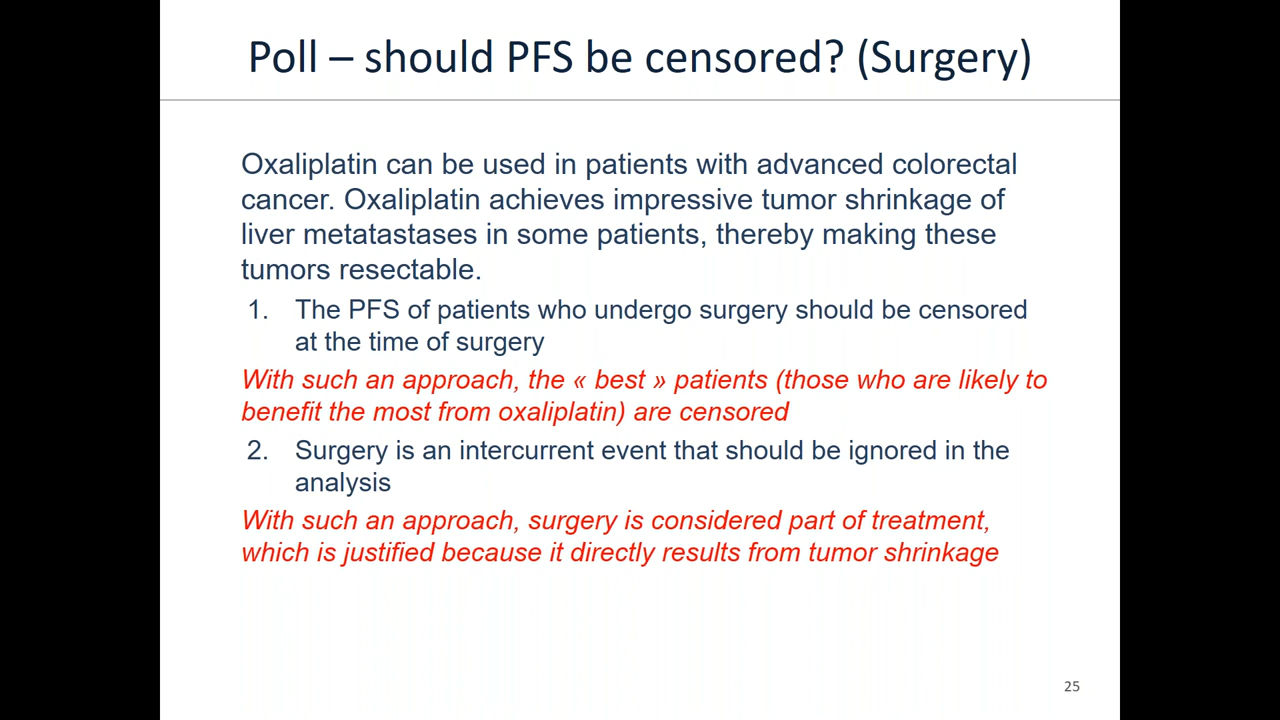 Poll – should PFS be censored? (Surgery)
Oxaliplatin can be used in patients with advanced colorectal
cancer. Oxaliplatin achieves impressive tumor shrinkage of
liver metatastases in some patients, thereby making these
tumors resectable.
1. The PFS of patients who undergo surgery should be censored
at the time of surgery
With such an approach, the « best » patients (those who are likely to
benefit the most from oxaliplatin) are censored
2. Surgery is an intercurrent event that should be ignored in the
analysis
With such an approach, surgery is considered part of treatment,
which is justified because it directly results from tumor shrinkage
25